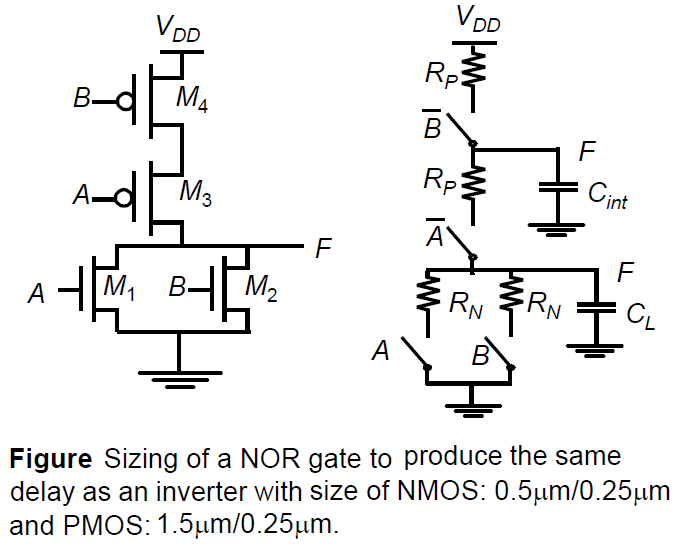 V_DD
B
M_4
A
M_3
F
A
M_1
B
M_2
V_DD
R_P
B̅
F
R_P
C_int
A̅
F
R_N
R_N
C_L
A
B
Figure Sizing of a NOR gate to produce the same
delay as an inverter with size of NMOS: 0.5μm/0.25μm
and PMOS: 1.5μm/0.25μm.